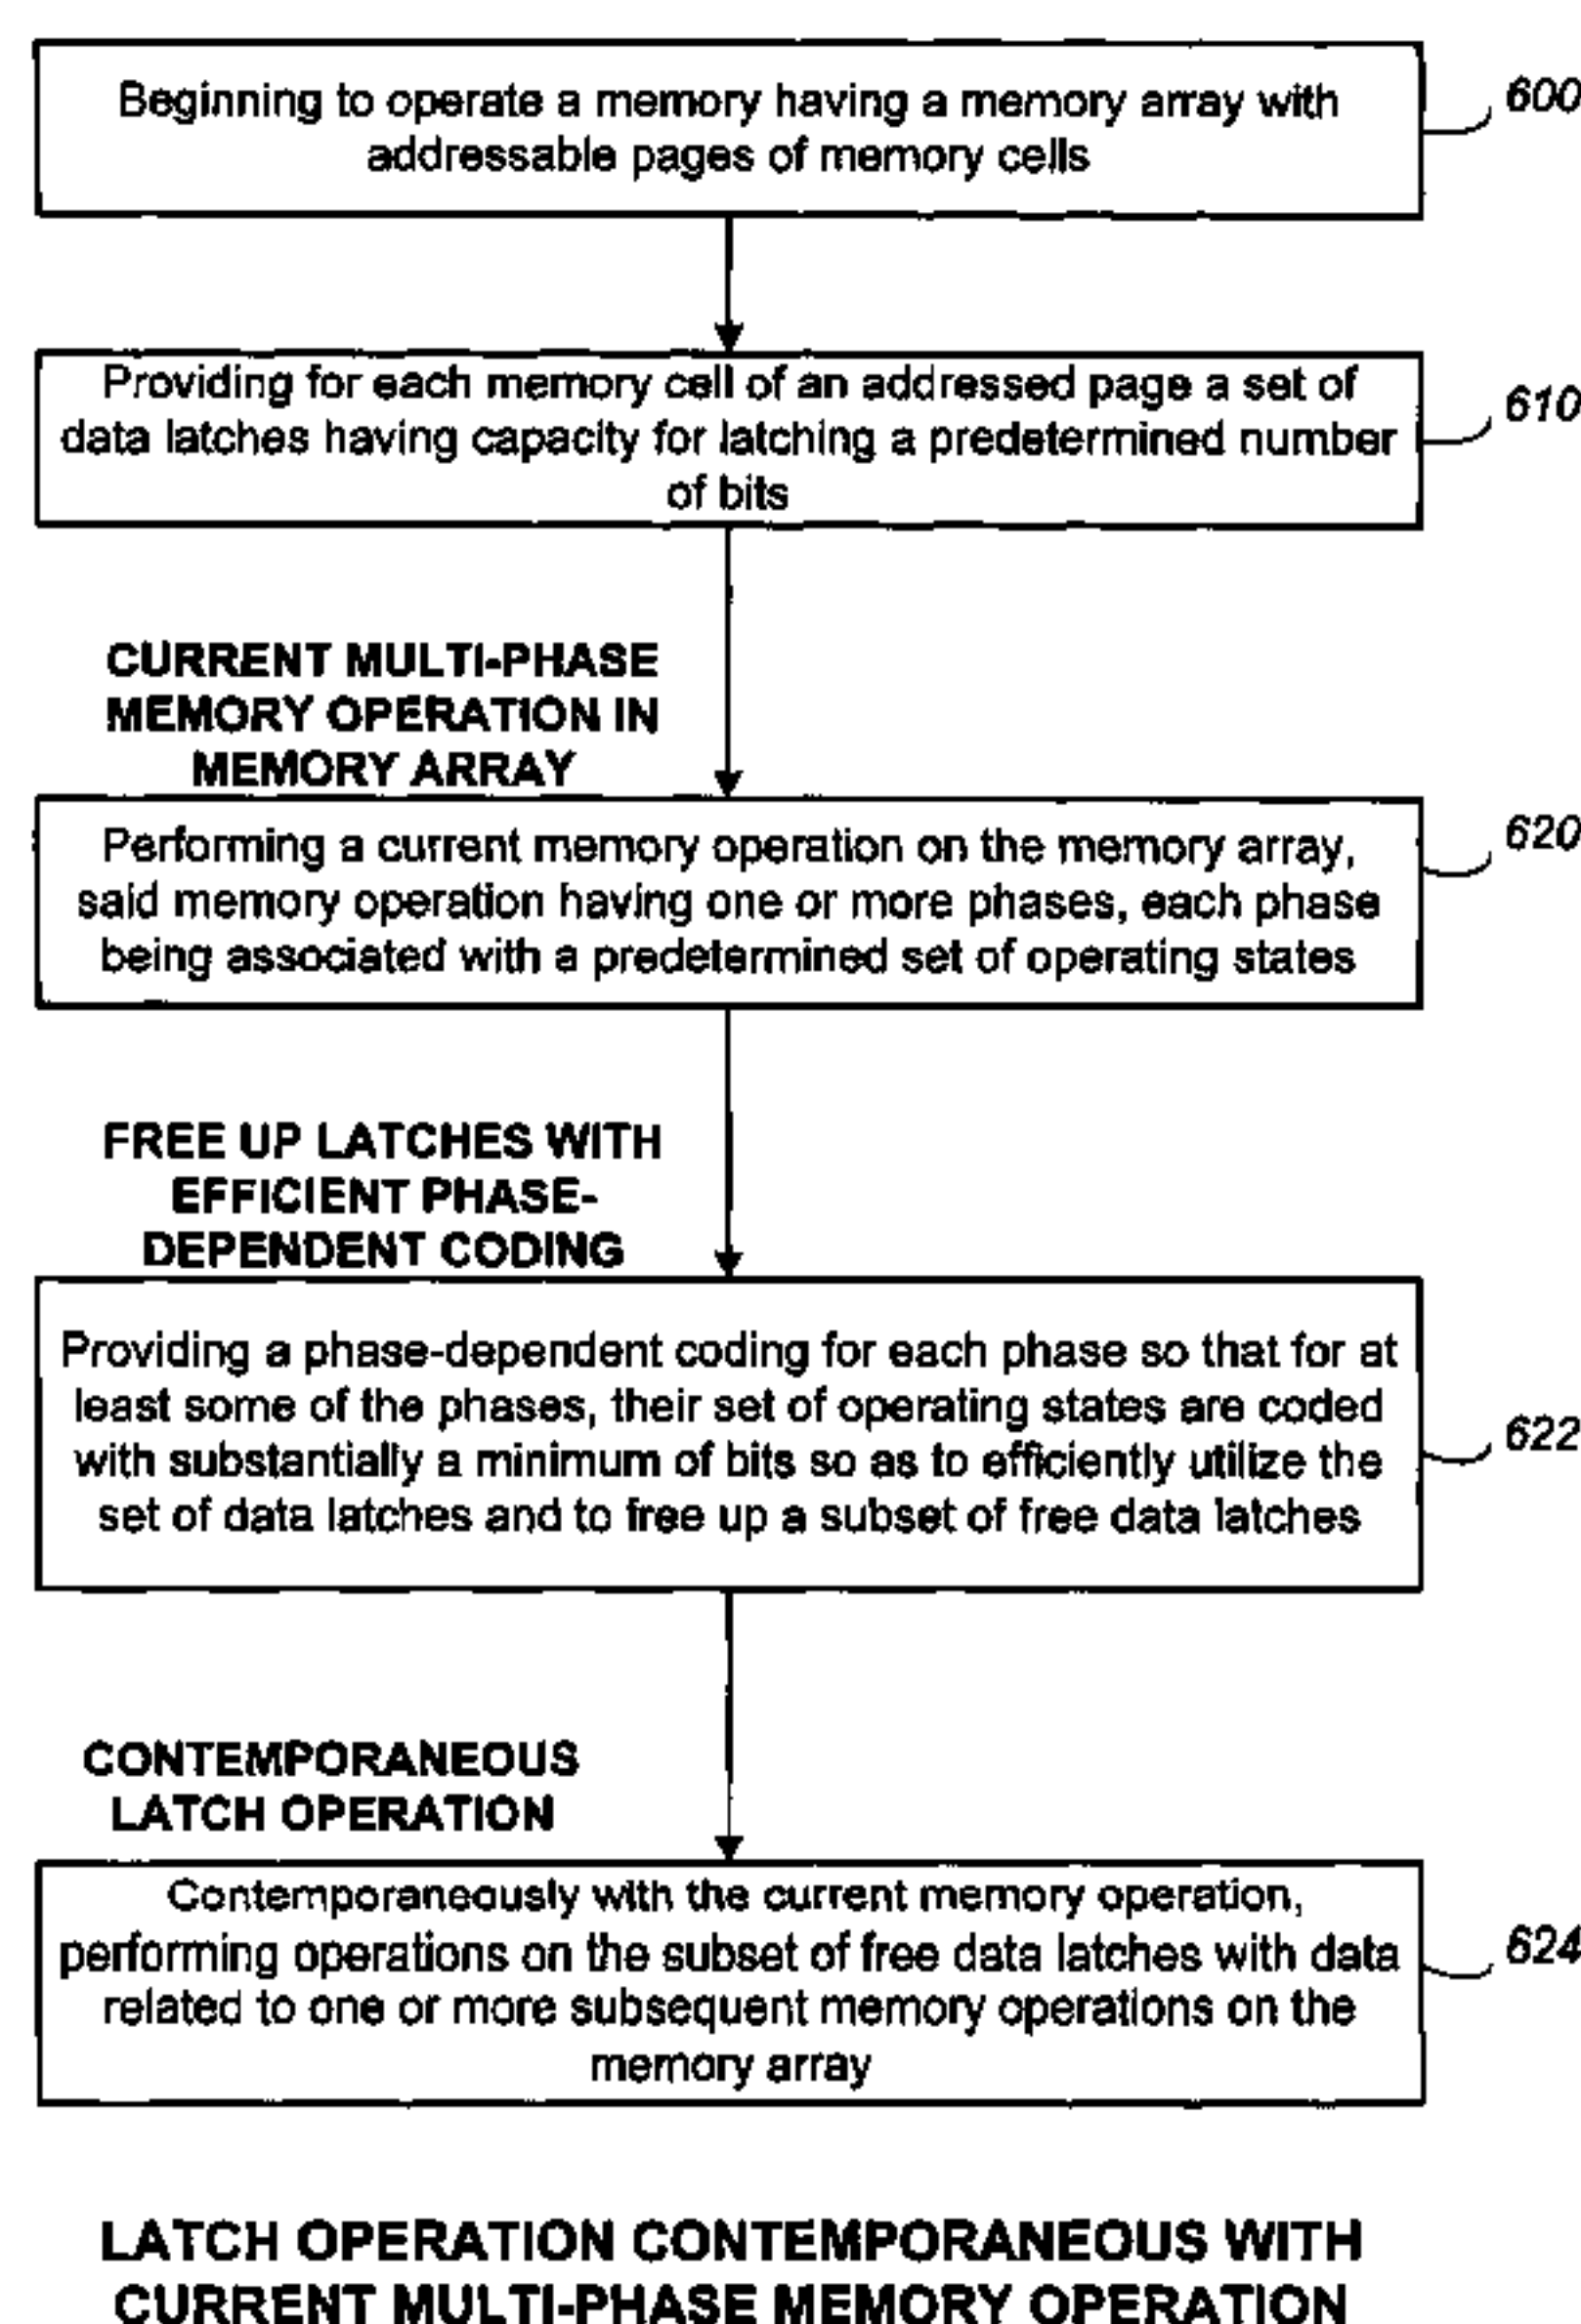 Beginning to operate a memory having a memory array with
addressable pages of memory cells
600
Providing for each memory cell of an addressed page a set of
data latches having capacity for latching a predetermined number
of bits
610
CURRENT MULTI-PHASE
MEMORY OPERATION IN
MEMORY ARRAY
Performing a current memory operation on the memory array,
said memory operation having one or more phases, each phase
being associated with a predetermined set of operating states
620
FREE UP LATCHES WITH
EFFICIENT PHASE-
DEPENDENT CODING
Providing a phase-dependent coding for each phase so that for at
least some of the phases, their set of operating states are coded
with substantially a minimum of bits so as to efficiently utilize the
set of data latches and to free up a subset of free data latches
622
CONTEMPORANEOUS
LATCH OPERATION
Contemporaneously with the current memory operation,
performing operations on the subset of free data latches with data
related to one or more subsequent memory operations on the
memory array
624
LATCH OPERATION CONTEMPORANEOUS WITH
CURRENT MULTI-PHASE MEMORY OPERATION